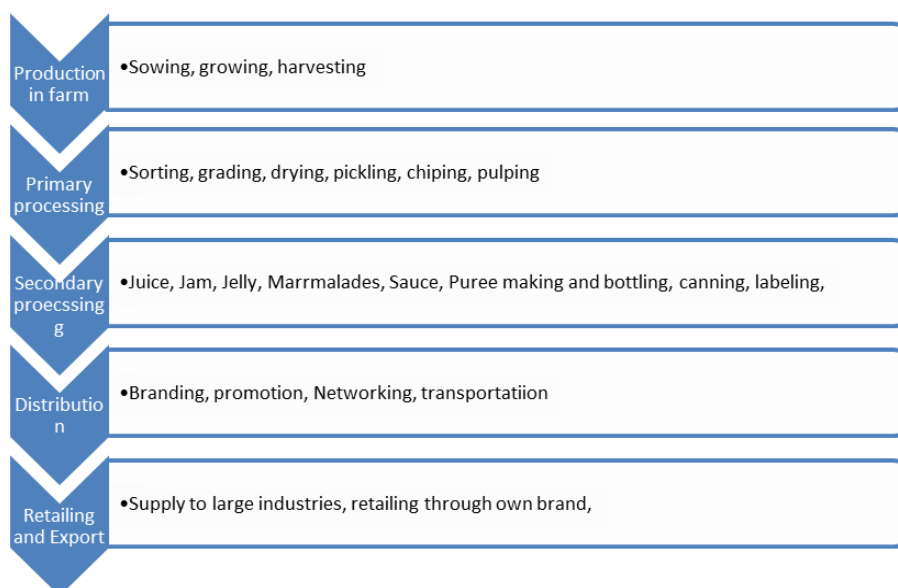 Production
in farm
•Sowing, growing, harvesting
Primary
processing
•Sorting, grading, drying, pickling, chiping, pulping
Secondary
proecssing
g
•Juice, Jam, Jelly, Marrmalades, Sauce, Puree making and bottling, canning, labeling,
Distributio
n
•Branding, promotion, Networking, transportatiion
Retailing
and Export
•Supply to large industries, retailing through own brand,